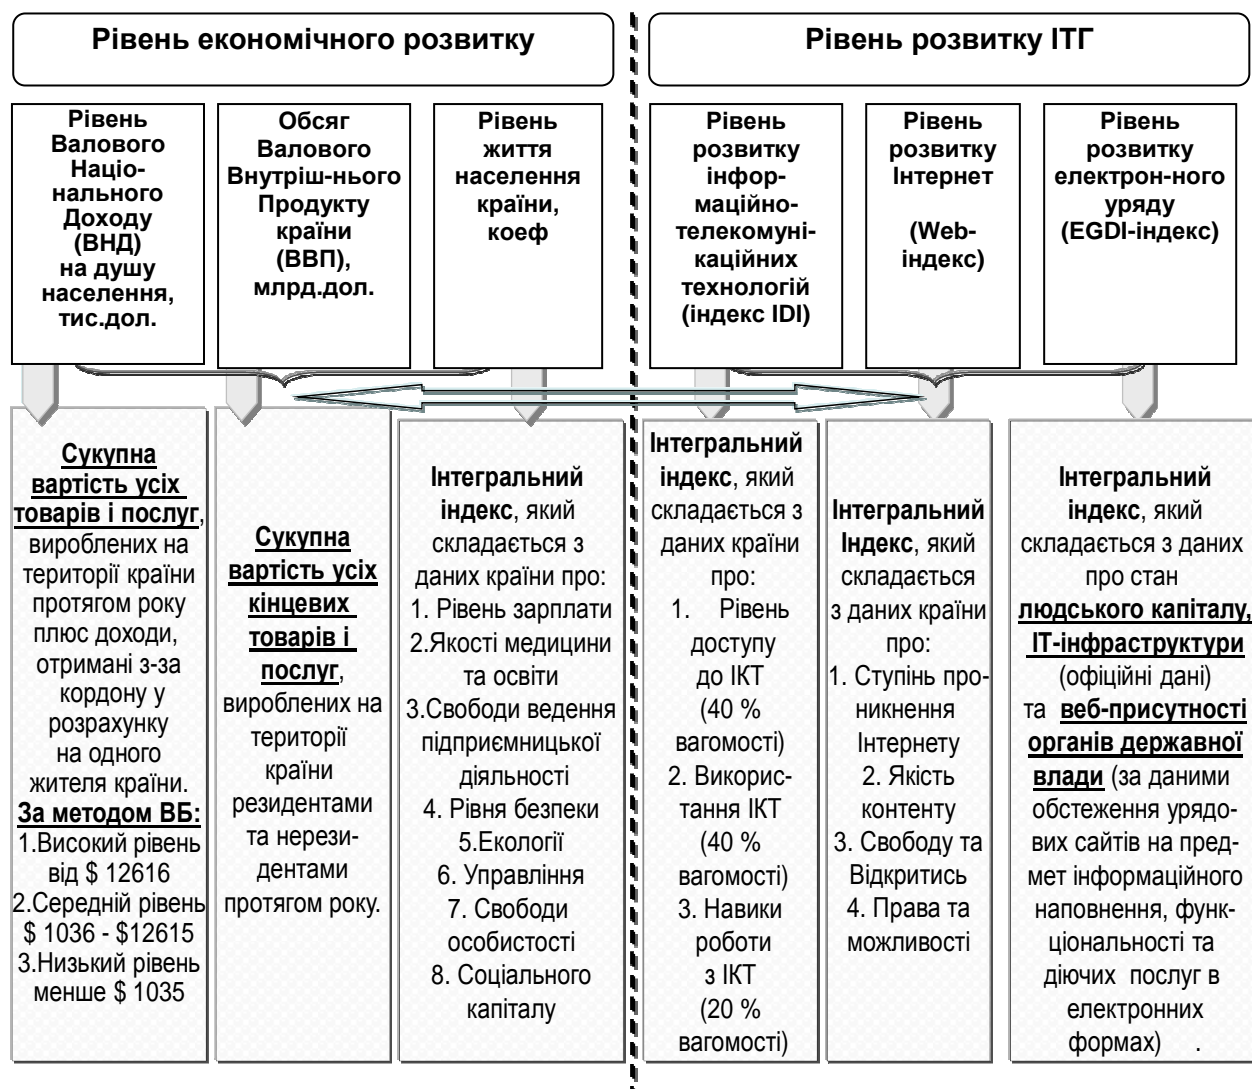 Рівень економічного розвитку
Рівень розвитку ІТГ
Рівень
Валового
Націо-
нального
Доходу
(ВНД)
на душу
населення,
тис.дол.
Обсяг
Валового
Внутріш-нього
Продукту
країни
(ВВП),
млрд.дол.
Рівень
життя
населення
країни,
коеф
Рівень
розвитку
інфор-
маційно-
телекомуні-
каційних
технологій
(індекс IDI)
Рівень
розвитку
Інтернет
(Web-
індекс)
Рівень
розвитку
електрон-ного
уряду
(EGDI-індекс)
Сукупна
вартість усіх
товарів і послуг,
вироблених на
території країни
протягом року
плюс доходи,
отримані з-за
кордону у
розрахунку
на одного
жителя країни.
За методом ВБ:
1.Високий рівень
від $ 12616
2.Середній рівень
$ 1036 - $12615
3.Низький рівень
менше $ 1035
Сукупна
вартість усіх
кінцевих
товарів і
послуг,
вироблених на
території
країни
резидентами
та нерези-
дентами
протягом року.
Інтегральний
індекс, який
складається з
даних країни про:
1. Рівень зарплати
2.Якості медицини
та освіти
3.Свободи ведення
підприємницької
діяльності
4. Рівня безпеки
5.Екології
6. Управління
7. Свободи
особистості
8. Соціального
капіталу
Інтегральний
індекс, який
складається з
даних країни
про:
1. Рівень
доступу
до ІКТ
(40 %
вагомості)
2. Викорис-
тання ІКТ
(40 %
вагомості)
3. Навики
роботи
з ІКТ
(20 %
вагомості)
Інтегральний
Індекс, який
складається
з даних країни
про:
1. Ступінь про-
никнення
Інтернету
2. Якість
контенту
3. Свободу та
Відкритись
4. Права та
можливості
Інтегральний
індекс, який
складається з даних
про стан
людського капіталу,
ІТ-інфраструктури
(офіційні дані)
та веб-присутності
органів державної
влади (за даними
обстеження урядо-
вих сайтів на пред-
мет інформаційного
наповнення, функ-
ціональності та
діючих послуг в
електронних
формах) .